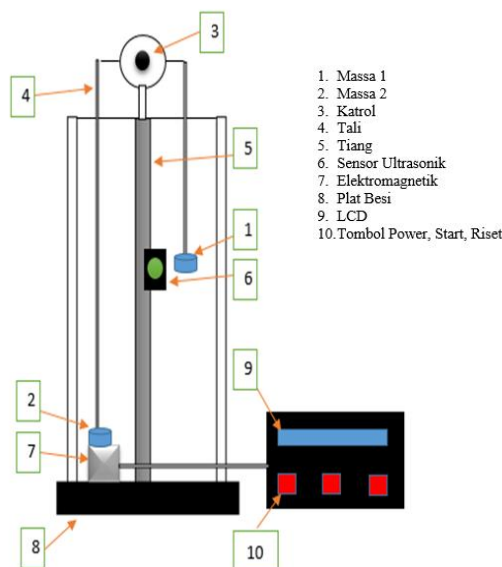 3
4
5
1
6
2
7
8
9
10
1. Massa 1
2. Massa 2
3. Katrol
4. Tali
5. Tiang
6. Sensor Ultrasonik
7. Elektromagnetik
8. Plat Besi
9. LCD
10.Tombol Power, Start, Riset